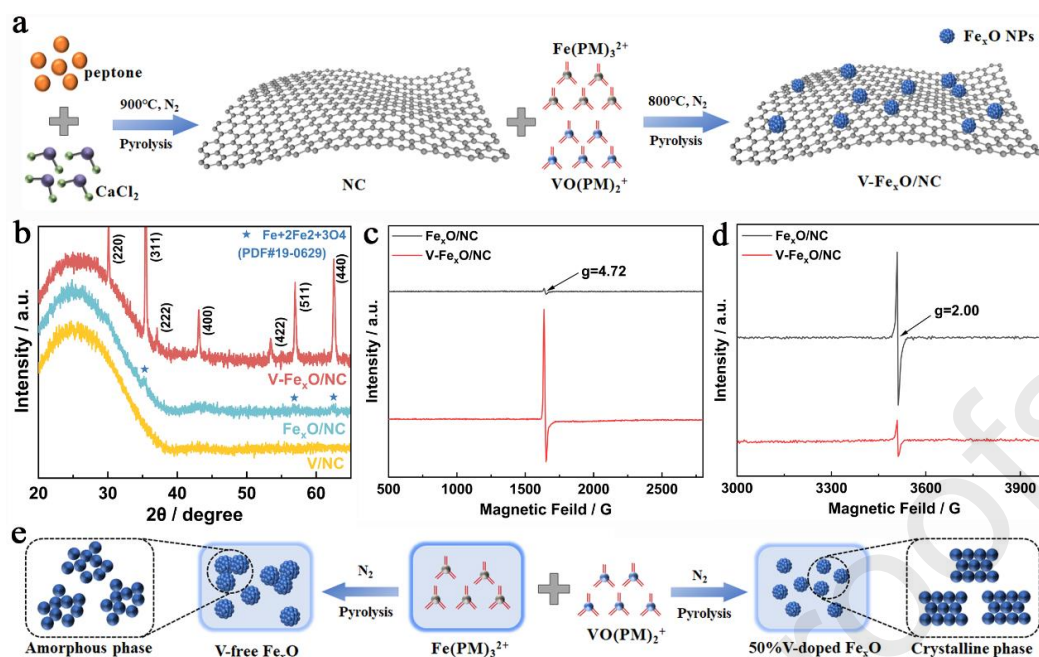 a
peptone
CaCl2
900℃, N2
Pyrolysis
NC
Fe(PM)3^2+
VO(PM)2^+
800℃, N2
Pyrolysis
FexO NPs
V-FexO/NC
b
Intensity / a.u.
(220)
(311)
(222)
(400)
(422)
(511)
(440)
★ Fe+2Fe2+3O4
(PDF#19-0629)
V-FexO/NC
FexO/NC
V/NC
20 30 40 50 60
2θ / degree
c
Intensity / a.u.
FexO/NC
V-FexO/NC
g=4.72
500 1000 1500 2000 2500
Magnetic Feild / G
d
Intensity / a.u.
FexO/NC
V-FexO/NC
g=2.00
3000 3300 3600 3900
Magnetic Feild / G
e
Amorphous phase
V-free FexO
N2
Pyrolysis
Fe(PM)3^2+
VO(PM)2^+
N2
Pyrolysis
50%V-doped FexO
Crystalline phase